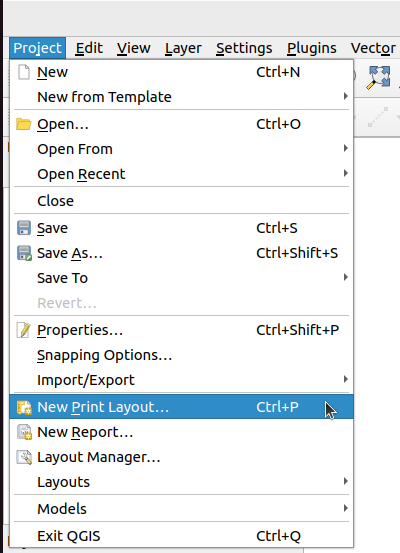 Project Edit View Layer Settings Plugins Vector
New Ctrl+N
New from Template
Open... Ctrl+O
Open From
Open Recent
Close
Save Ctrl+S
Save As... Ctrl+Shift+S
Save To
Revert...
Properties... Ctrl+Shift+P
Snapping Options...
Import/Export
New Print Layout... Ctrl+P
New Report...
Layout Manager...
Layouts
Models
Exit QGIS Ctrl+Q